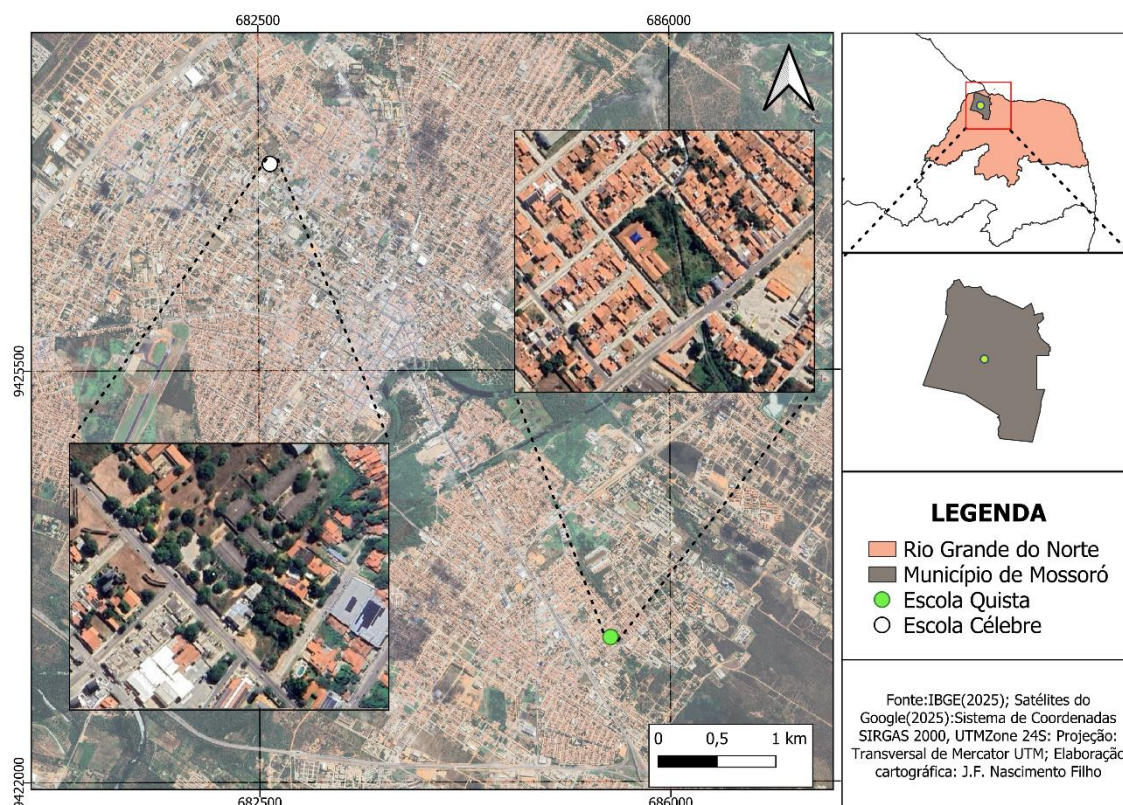 682500
686000
9425500
9422000
0 0,5 1 km
682500
686000
LEGENDA
Rio Grande do Norte
Município de Mossoró
Escola Quista
Escola Célebre
Fonte:IBGE(2025); Satélites do
Google(2025):Sistema de Coordenadas
SIRGAS 2000, UTMZone 24S: Projeção:
Transversal de Mercator UTM; Elaboração
cartográfica: J.F. Nascimento Filho